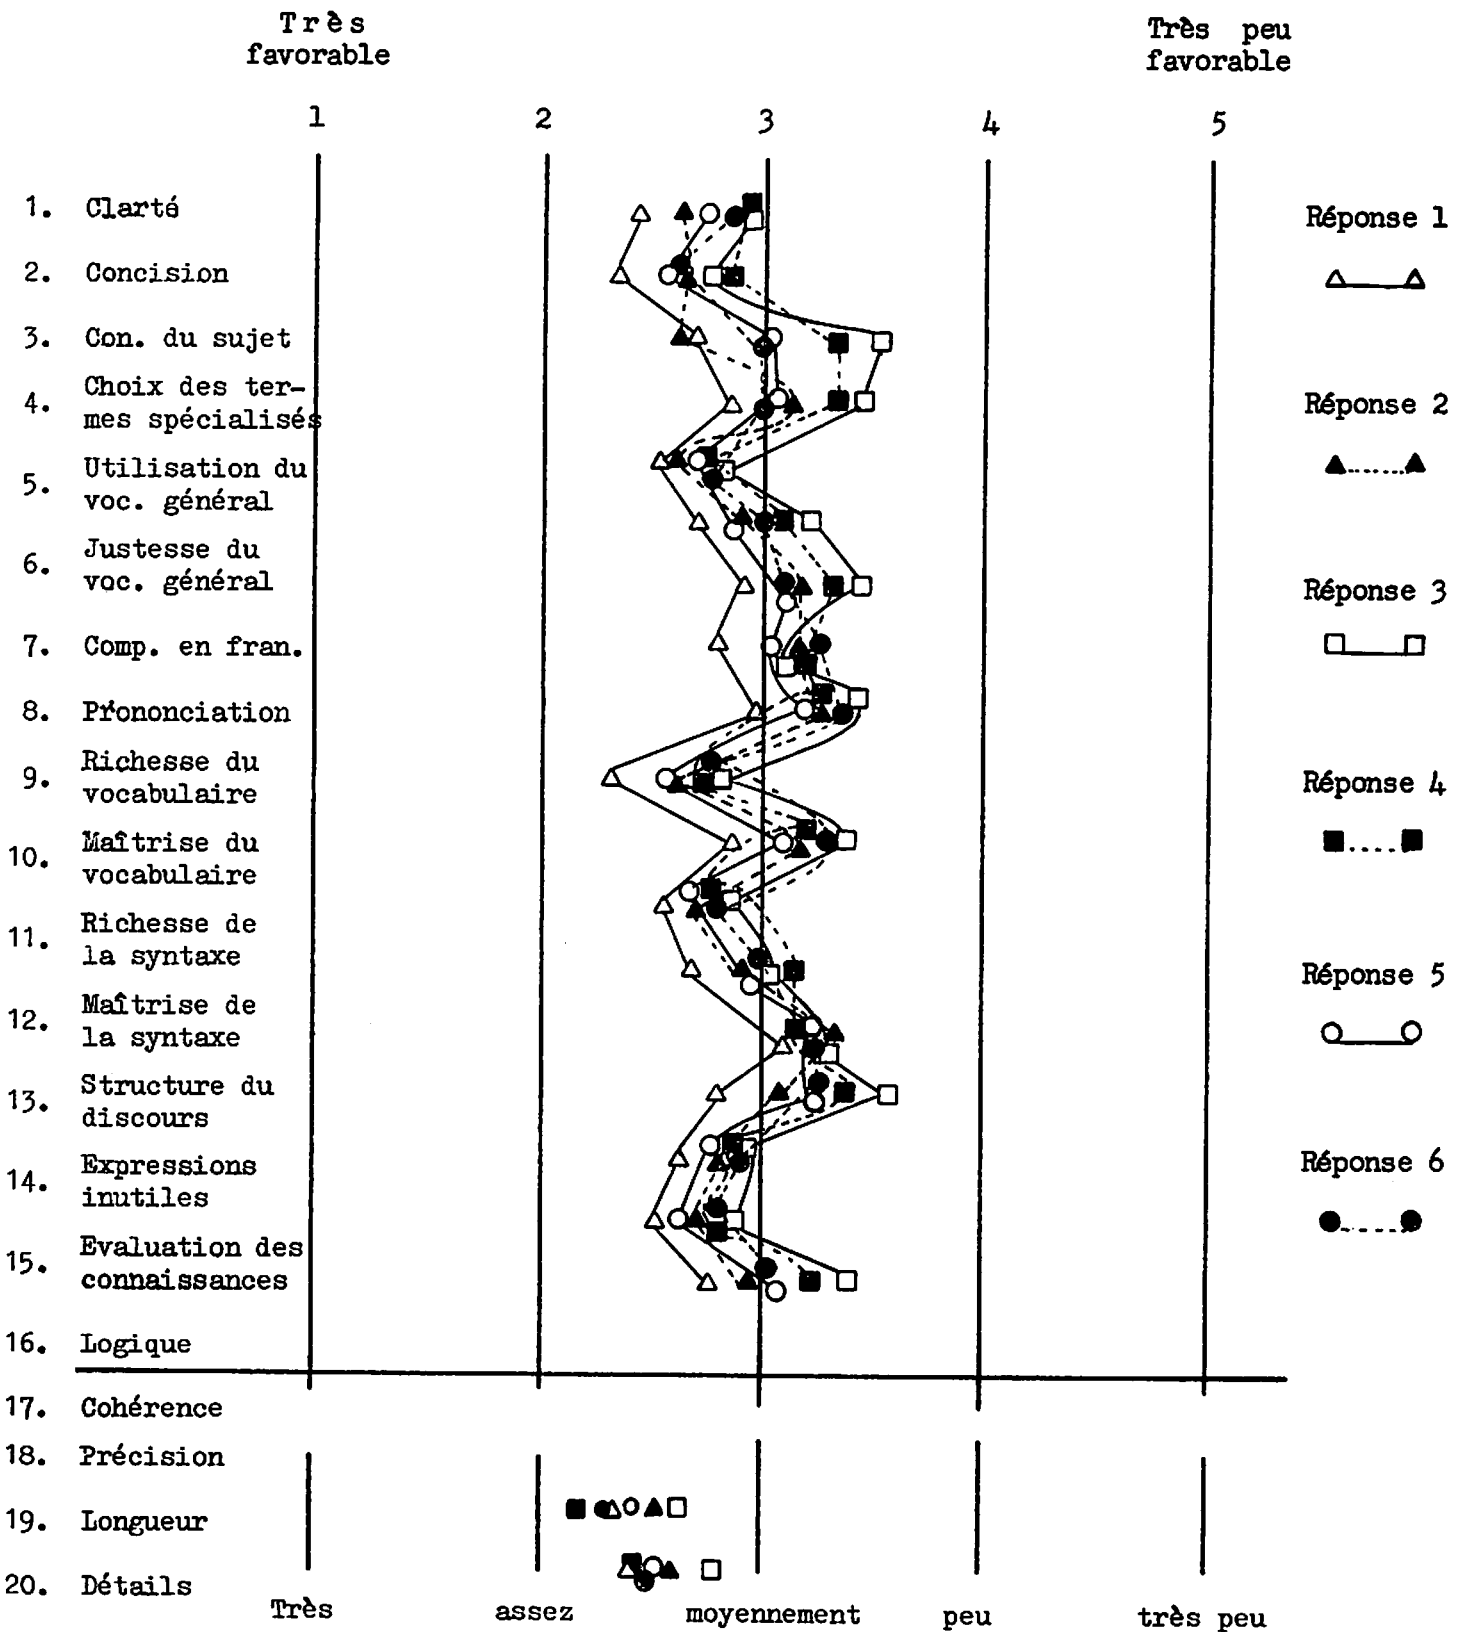 Très
favorable
Très peu
favorable
1 2 3 4 5
1. Clarté
2. Concision
3. Con. du sujet
4. Choix des ter-
mes spécialisés
5. Utilisation du
voc. général
6. Justesse du
voc. général
7. Comp. en fran.
8. Prononciation
9. Richesse du
vocabulaire
10. Maîtrise du
vocabulaire
11. Richesse de
la syntaxe
12. Maîtrise de
la syntaxe
13. Structure du
discours
14. Expressions
inutiles
15. Evaluation des
connaissances
16. Logique
17. Cohérence
18. Précision
19. Longueur
20. Détails
Très assez moyennement peu très peu
Réponse 1
Réponse 2
Réponse 3
Réponse 4
Réponse 5
Réponse 6